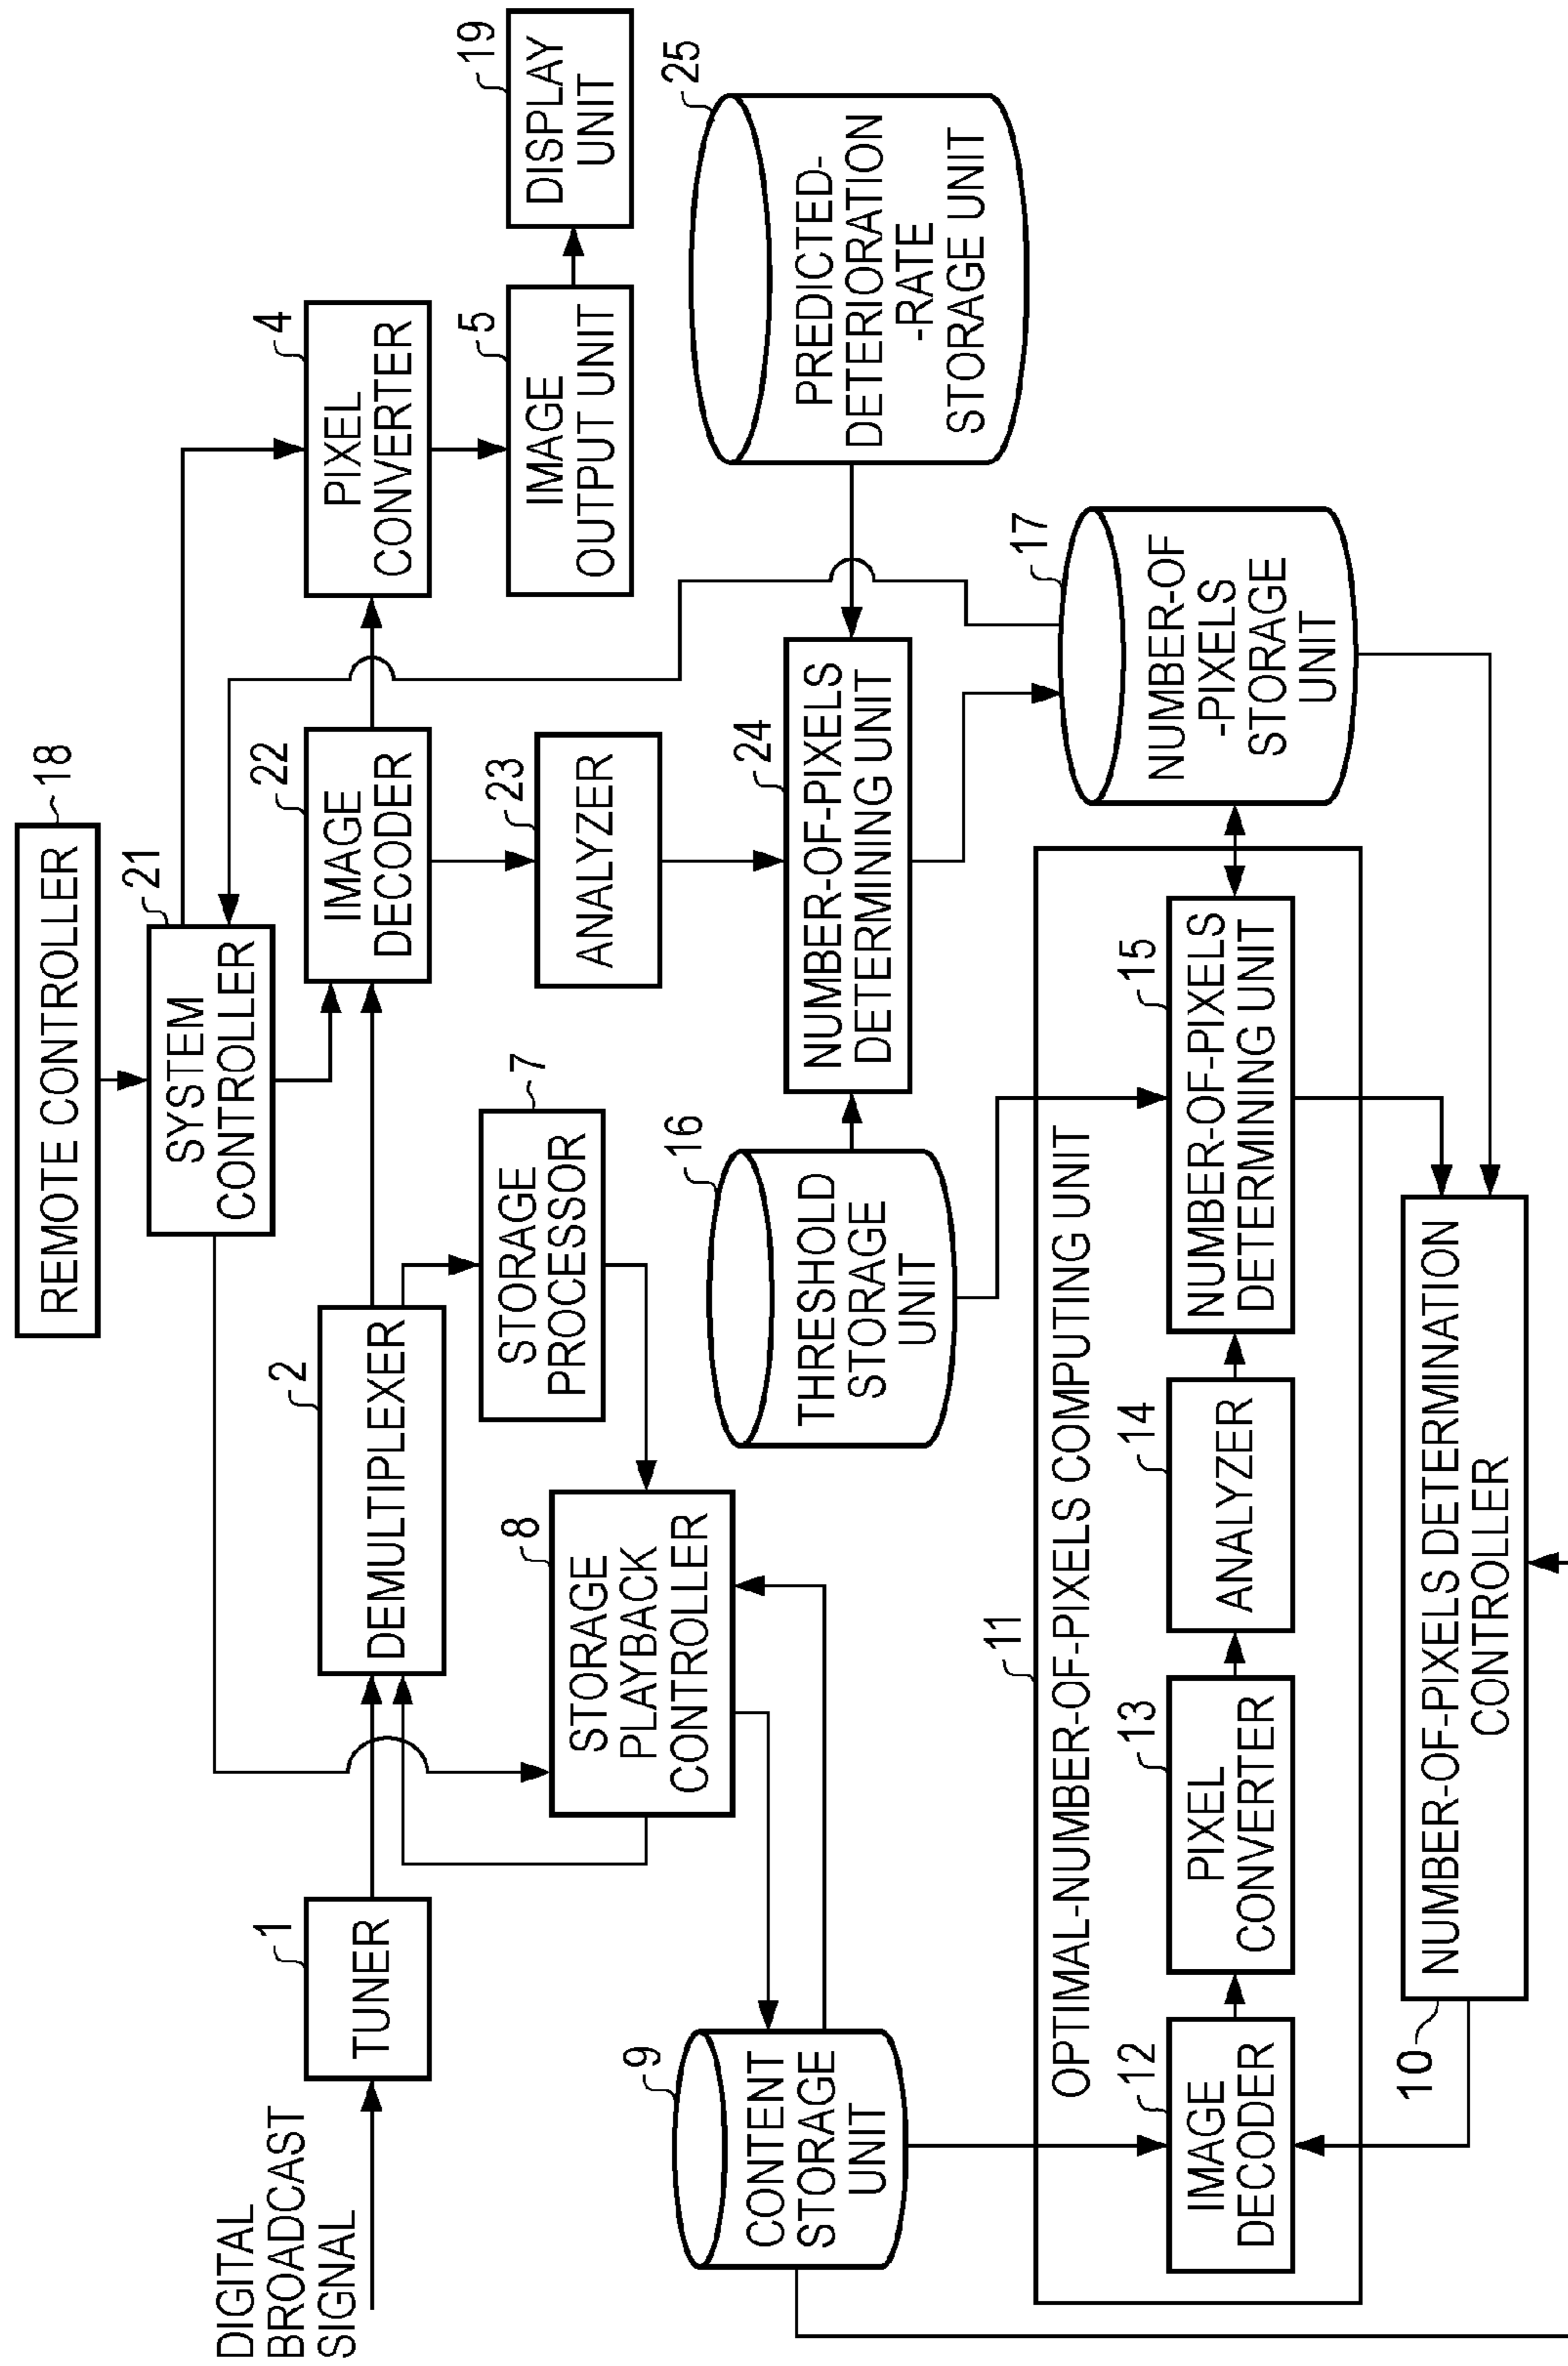 REMOTE CONTROLLER
18
SYSTEM
CONTROLLER
21
DIGITAL
BROADCAST
SIGNAL
TUNER
1
DEMULTIPLEXER
2
IMAGE
DECODER
22
PIXEL
CONVERTER
4
STORAGE
PROCESSOR
7
ANALYZER
23
IMAGE
OUTPUT UNIT
5
DISPLAY
UNIT
19
STORAGE
PLAYBACK
CONTROLLER
8
CONTENT
STORAGE
UNIT
9
THRESHOLD
STORAGE
UNIT
16
NUMBER-OF-PIXELS
DETERMINING UNIT
24
PREDICTED-
DETERIORATION
-RATE
STORAGE UNIT
25
11
OPTIMAL-NUMBER-OF-PIXELS COMPUTING UNIT
IMAGE
DECODER
12
PIXEL
CONVERTER
13
ANALYZER
14
NUMBER-OF-PIXELS
DETERMINING UNIT
15
NUMBER-OF
-PIXELS
STORAGE
UNIT
17
10
NUMBER-OF-PIXELS DETERMINATION
CONTROLLER